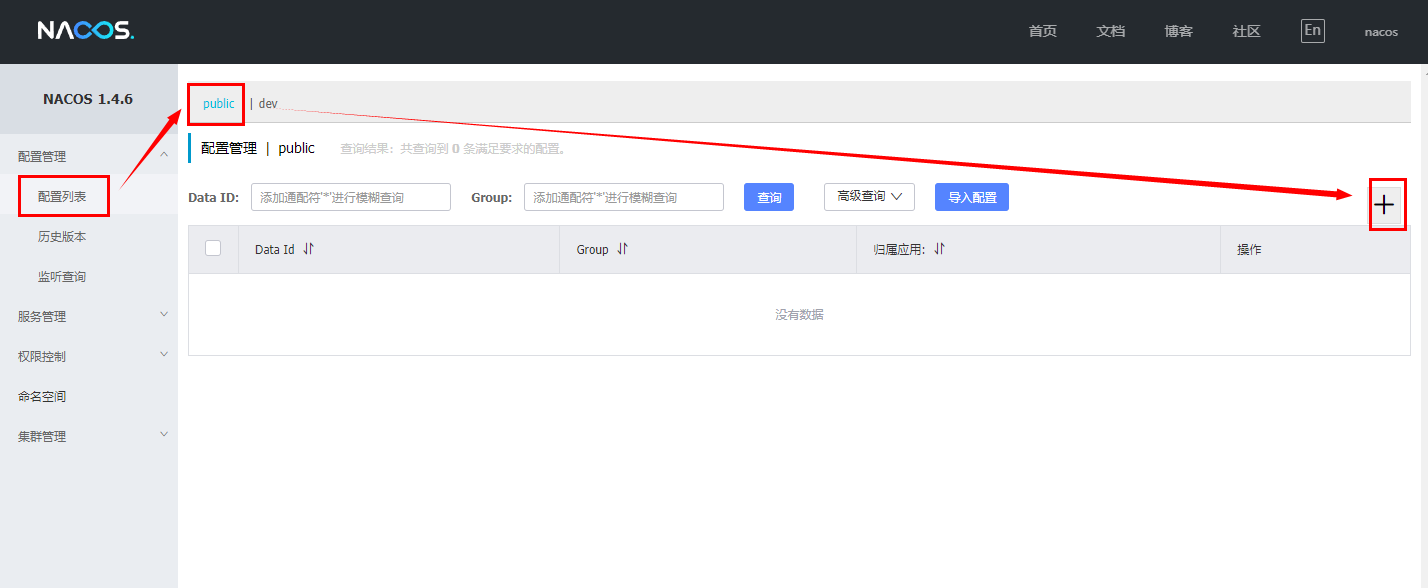 NACOS.
首页 文档 博客 社区 En nacos
NACOS 1.4.6
配置管理
配置列表
历史版本
监听查询
服务管理
权限控制
命名空间
集群管理
public | dev
配置管理 | public 查询结果：共查询到 0 条满足要求的配置。
Data ID: 添加通配符'*'进行模糊查询 Group: 添加通配符'*'进行模糊查询 查询 高级查询 导入配置 +
Data Id Group 归属应用: 操作
没有数据